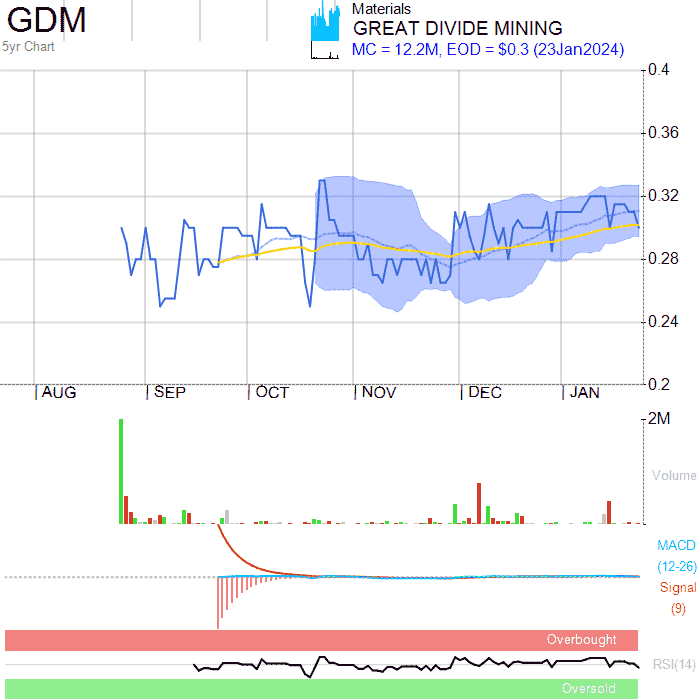 GDM
5yr Chart
Materials
GREAT DIVIDE MINING
MC = 12.2M, EOD = $0.3 (23Jan2024)
0.4
0.36
0.32
0.28
0.24
0.2
AUG SEP OCT NOV DEC JAN
2M
Volume
MACD
(12-26)
Signal
(9)
Overbought
RSI(14)
Oversold